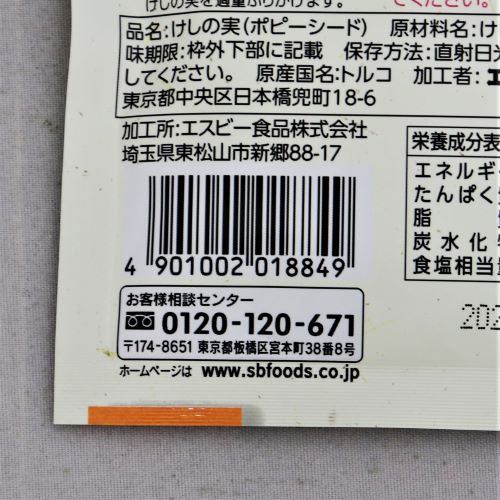 けしの実を適量ふりかけます。
てください。
品名:けしの実(ポピーシード) 原材料名:け
味期限:枠外下部に記載 保存方法:直射日光
してください。 原産国名:トルコ 加工者:エ
東京都中央区日本橋兜町18-6
加工所:エスビー食品株式会社
埼玉県東松山市新郷88-17
栄養成分表
エネルギ
たんぱく
脂
炭水化
食塩相当量
4 901002 018849
お客様相談センター
0120-120-671
〒174-8651 東京都板橋区宮本町38番8号
ホームページは www.sbfoods.co.jp
202